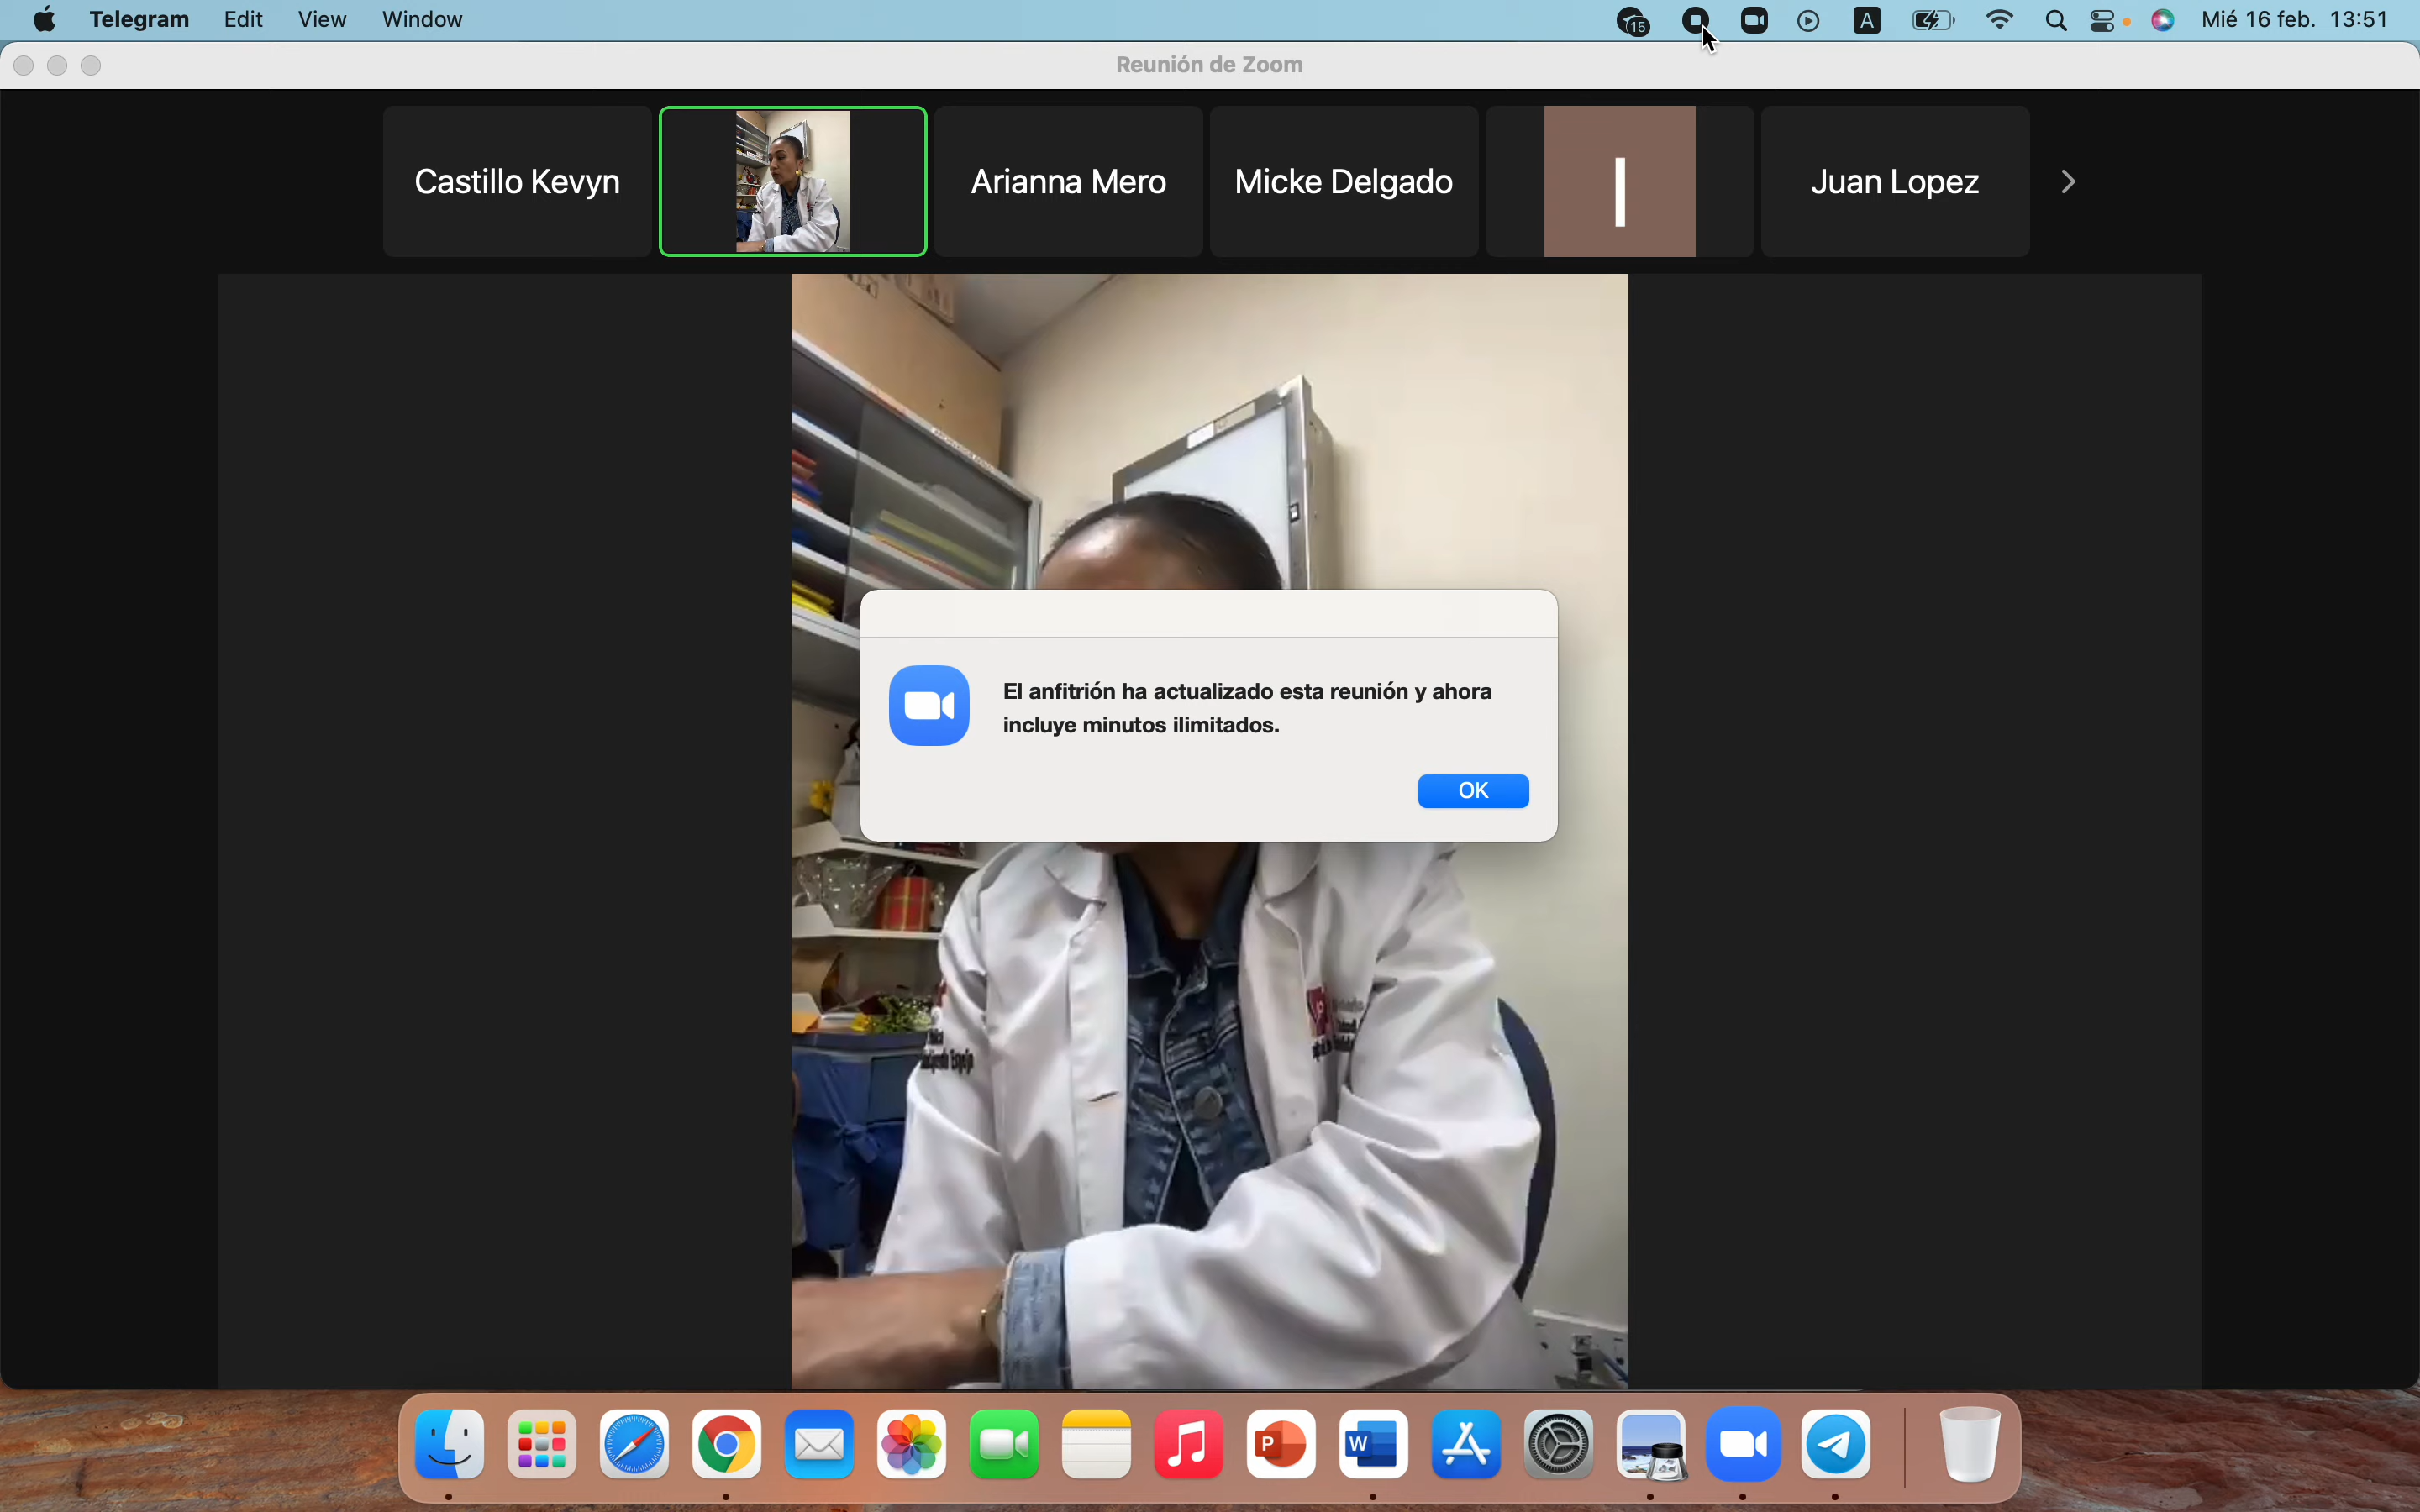 Telegram Edit View Window
15 A Mié 16 feb. 13:51
Reunión de Zoom
Castillo Kevyn Arianna Mero Micke Delgado I Juan Lopez
El anfitrión ha actualizado esta reunión y ahora
incluye minutos ilimitados.
OK
P W